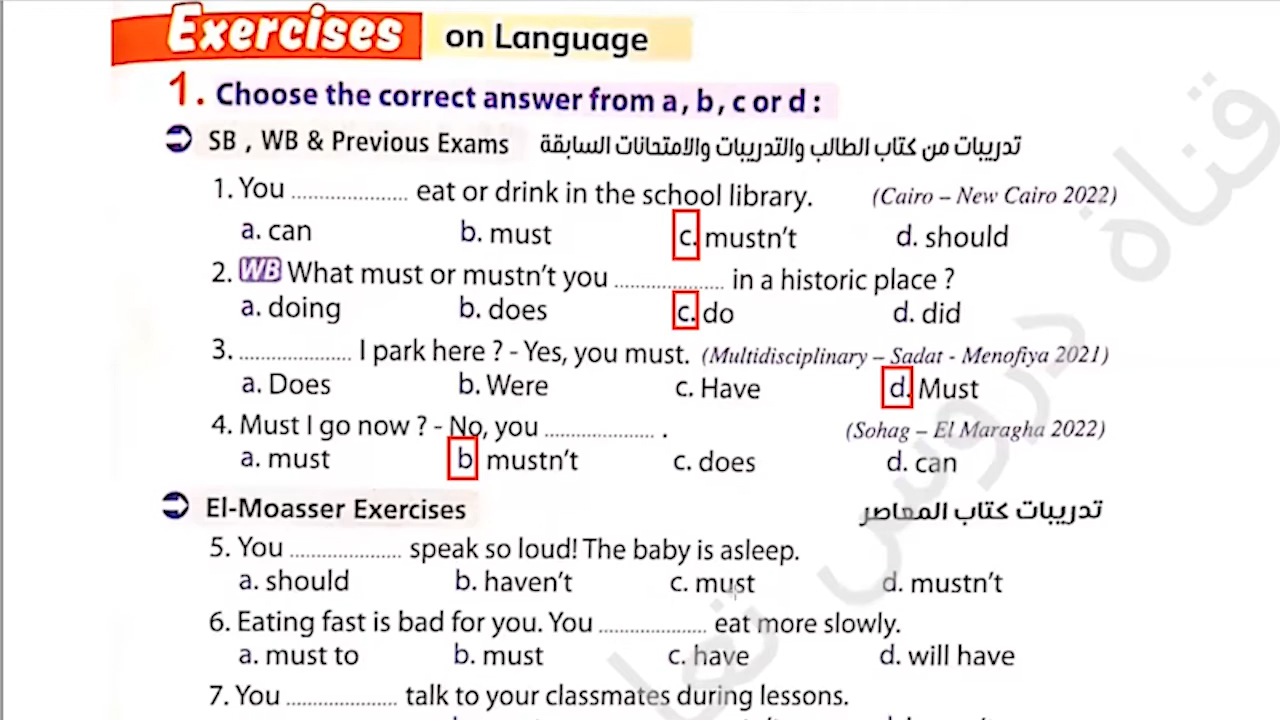 Exercises on Language
1. Choose the correct answer from a, b, c or d :
SB , WB & Previous Exams تدريبات من كتاب الطالب والتدريبات والامتحانات السابقة
1. You .................... eat or drink in the school library. (Cairo – New Cairo 2022)
a. can b. must c. mustn't d. should
2. WB What must or mustn't you .................... in a historic place ?
a. doing b. does c. do d. did
3. .................... I park here ? - Yes, you must. (Multidisciplinary – Sadat - Menofiya 2021)
a. Does b. Were c. Have d. Must
4. Must I go now ? - No, you .................... .  (Sohag – El Maragha 2022)
a. must b mustn't c. does d. can
El-Moasser Exercises تدريبات كتاب المعاصر
5. You .................... speak so loud! The baby is asleep.
a. should b. haven't c. must d. mustn't
6. Eating fast is bad for you. You .................... eat more slowly.
a. must to b. must c. have d. will have
7. You .................... talk to your classmates during lessons.
قناة دروس